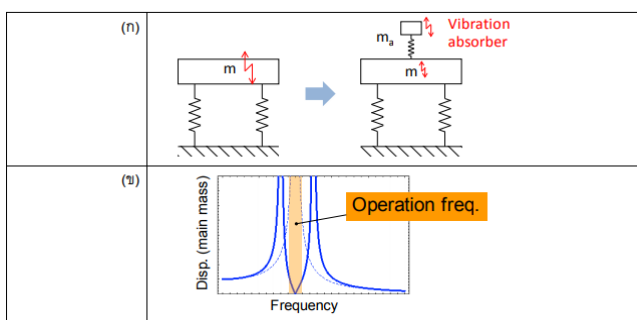 (ก)
m
mₐ
m
Vibration
absorber
(ข)
Disp. (main mass)
Operation freq.
Frequency